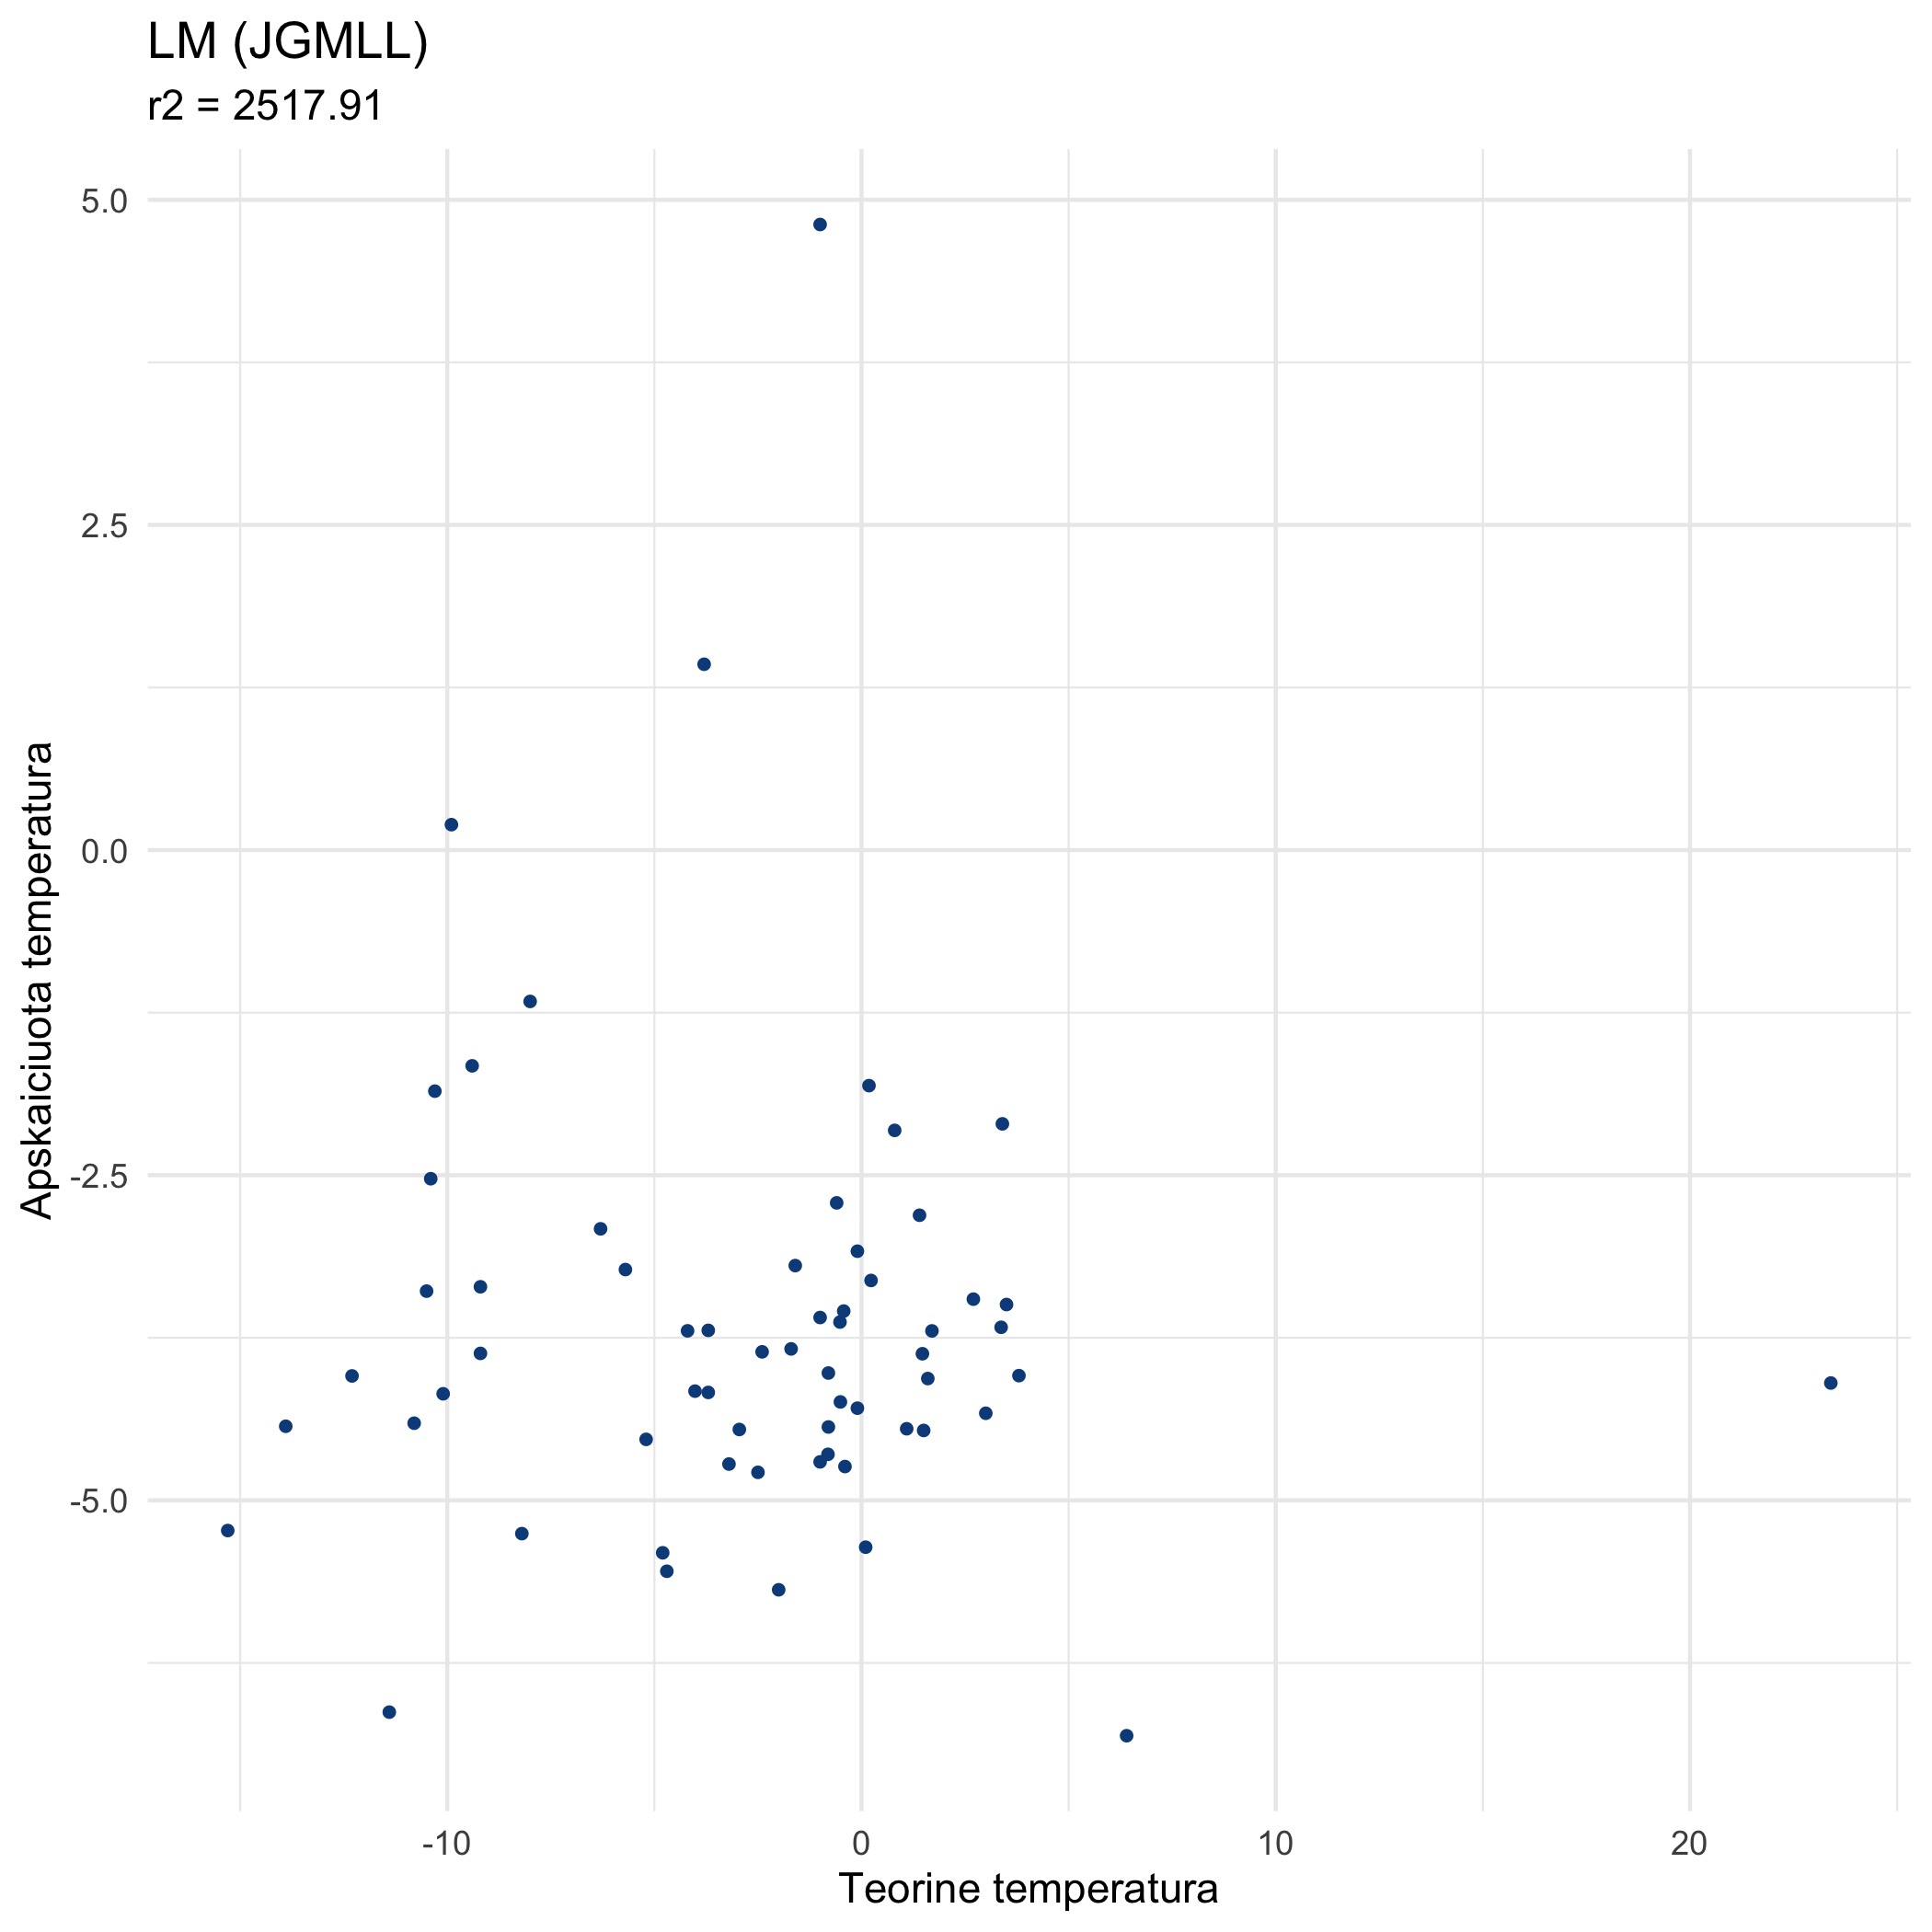 LM (JGMLL)
r2 = 2517.91
5.0
2.5
0.0
-2.5
-5.0
Apskaiciuota temperatura
-10
0
10
20
Teorine temperatura